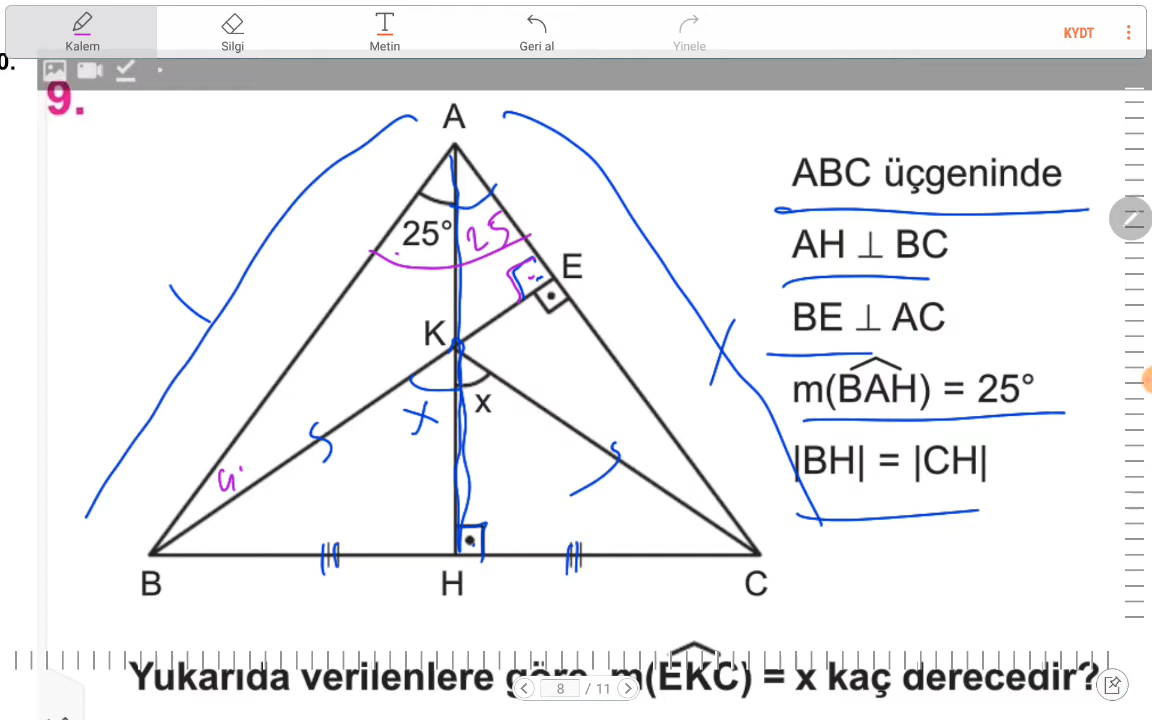 Kalem Silgi Metin Geri al Yinele KYDT
0.
9.
A
ABC üçgeninde
25° 25
AH ⊥ BC
E
BE ⊥ AC
K
m(BAH) = 25°
x x
|BH| = |CH|
B H C
Yukarıda verilenlere göre, m(EKC) = x kaç derecedir?
8 / 11